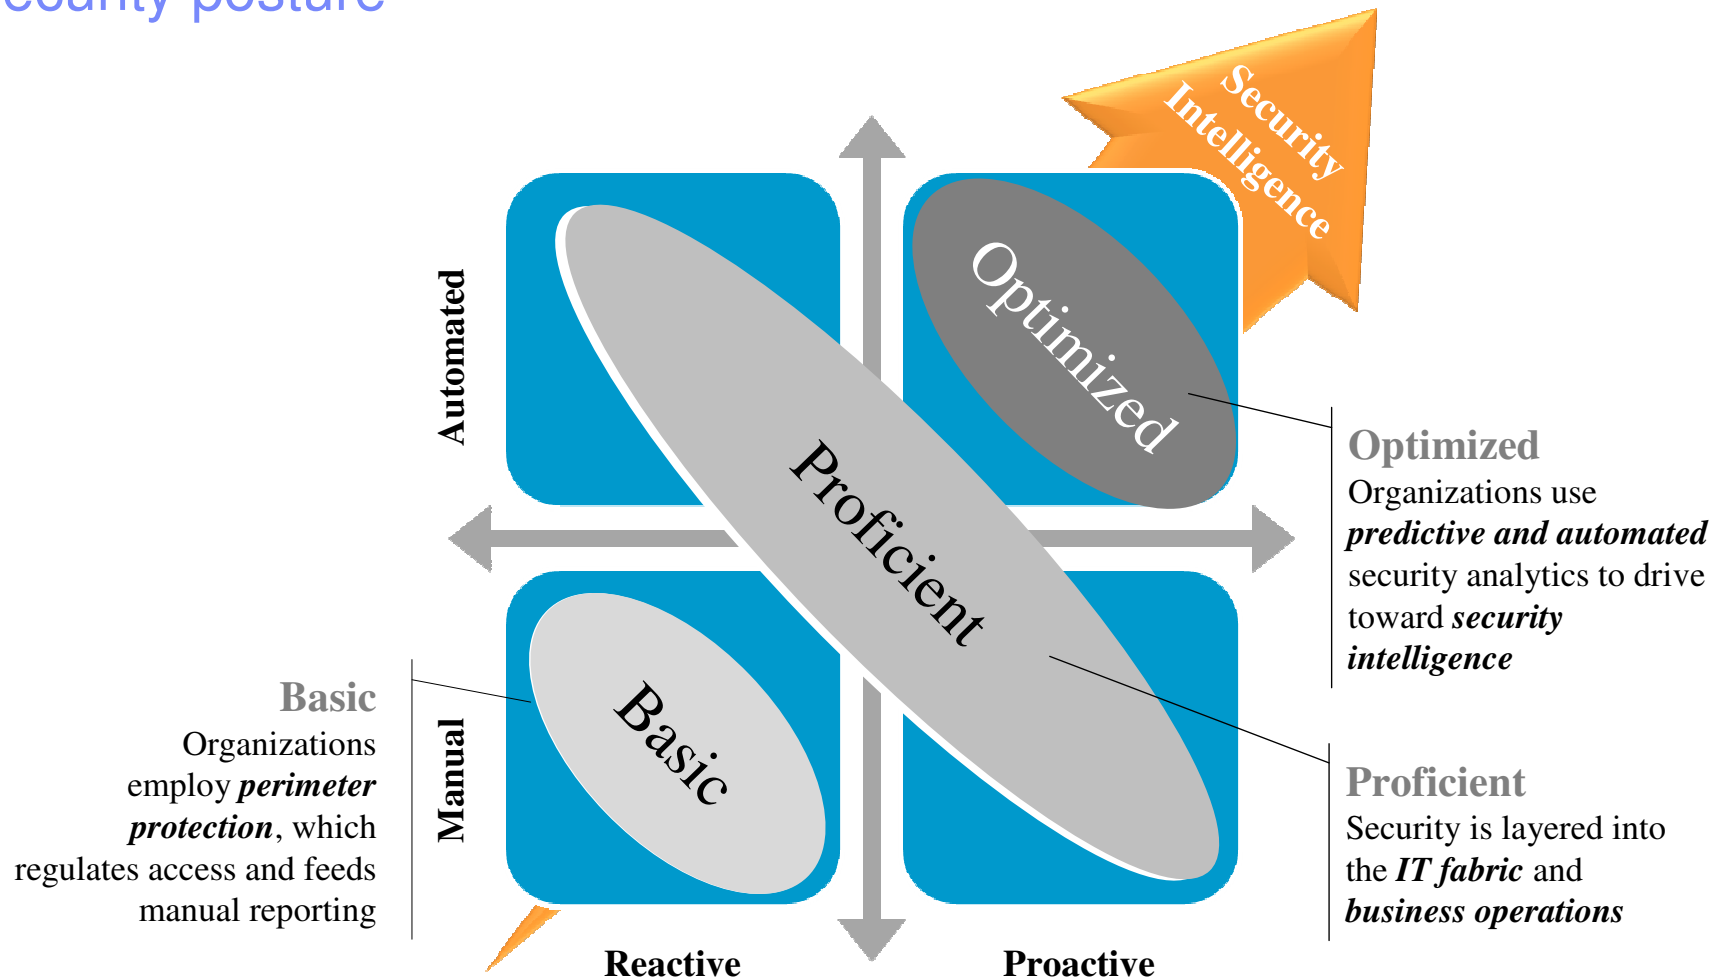 ecurity posture
Security
Intelligence
Automated
Optimized
Proficient
Optimized
Organizations use
predictive and automated
security analytics to drive
toward security
intelligence
Basic
Organizations
employ perimeter
protection, which
regulates access and feeds
manual reporting
Manual
Basic
Proficient
Security is layered into
the IT fabric and
business operations
Reactive
Proactive